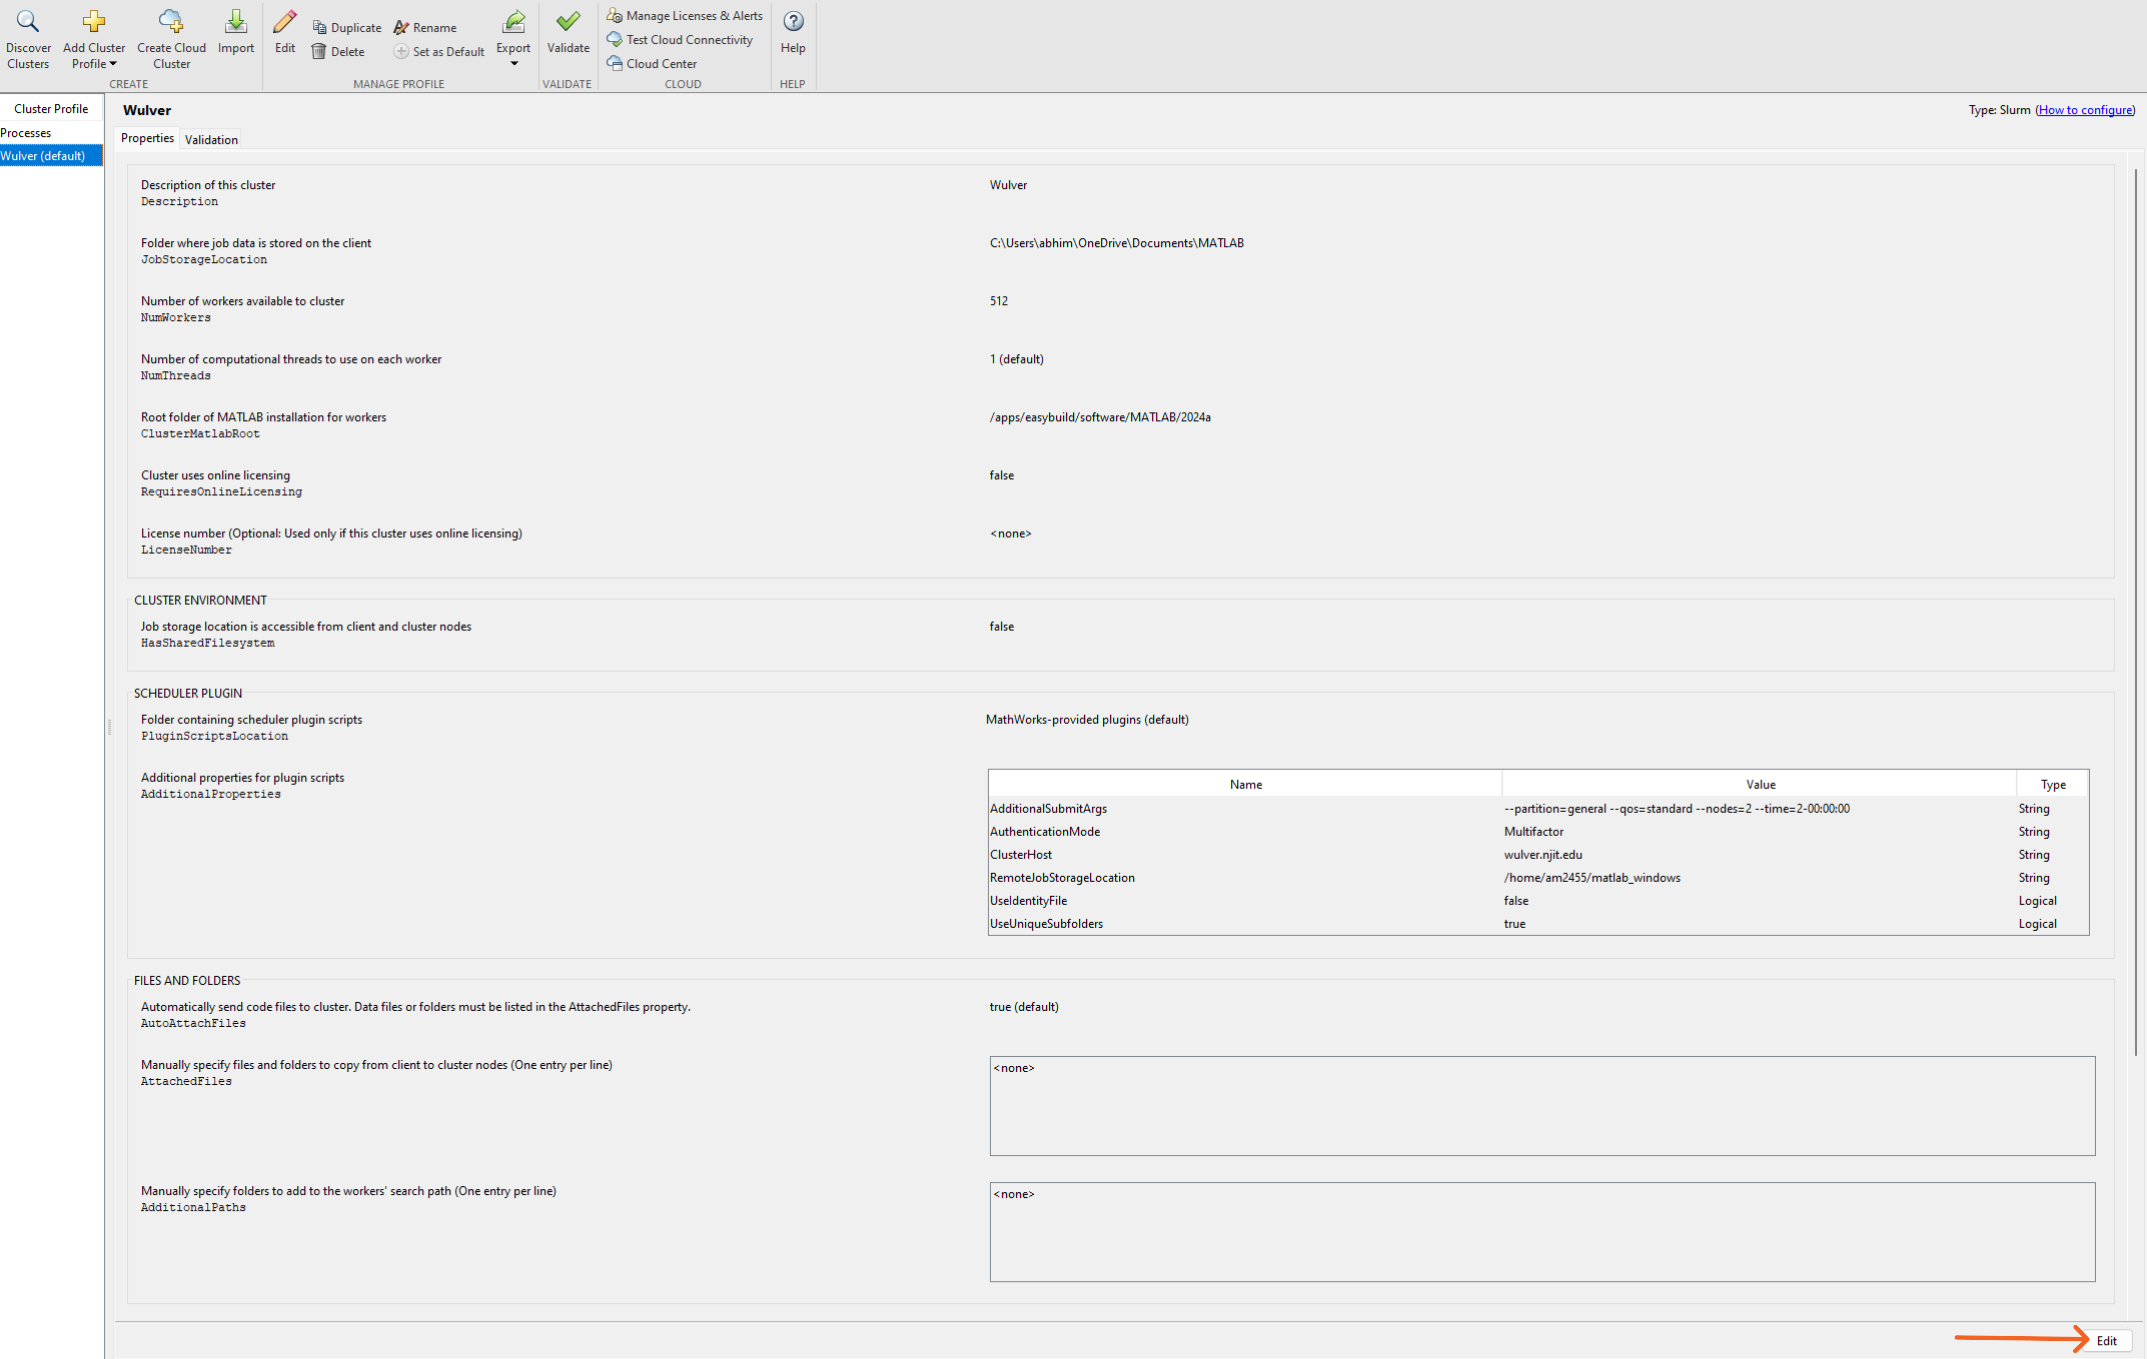 Discover Clusters
Add Cluster Profile
Create Cloud Cluster
Import
CREATE
Edit
Duplicate
Delete
Rename
Set as Default
Export
MANAGE PROFILE
Validate
VALIDATE
Manage Licenses & Alerts
Test Cloud Connectivity
Cloud Center
CLOUD
Help
HELP
Cluster Profile
Processes
Wulver (default)
Wulver
Type: Slurm (How to configure)
Properties
Validation
Description of this cluster
Wulver
Description
Folder where job data is stored on the client
C:\Users\abhim\OneDrive\Documents\MATLAB
JobStorageLocation
Number of workers available to cluster
512
NumWorkers
Number of computational threads to use on each worker
1 (default)
NumThreads
Root folder of MATLAB installation for workers
/apps/easybuild/software/MATLAB/2024a
ClusterMatlabRoot
Cluster uses online licensing
false
RequiresOnlineLicensing
License number (Optional: Used only if this cluster uses online licensing)
<none>
LicenseNumber
CLUSTER ENVIRONMENT
Job storage location is accessible from client and cluster nodes
false
HasSharedFilesystem
SCHEDULER PLUGIN
Folder containing scheduler plugin scripts
MathWorks-provided plugins (default)
PluginScriptsLocation
Additional properties for plugin scripts
AdditionalProperties
Name Value Type
AdditionalSubmitArgs --partition=general --qos=standard --nodes=2 --time=2-00:00:00 String
AuthenticationMode Multifactor String
ClusterHost wulver.njit.edu String
RemoteJobStorageLocation /home/am2455/matlab_windows String
UseIdentityFile false Logical
UseUniqueSubfolders true Logical
FILES AND FOLDERS
Automatically send code files to cluster. Data files or folders must be listed in the AttachedFiles property.
true (default)
AutoAttachFiles
Manually specify files and folders to copy from client to cluster nodes (One entry per line)
<none>
AttachedFiles
Manually specify folders to add to the workers' search path (One entry per line)
<none>
AdditionalPaths
Edit